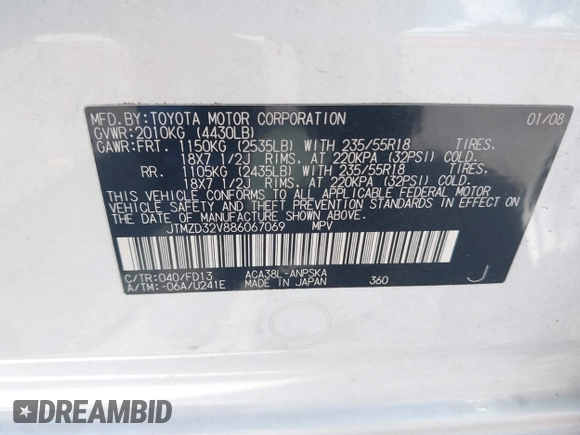 MFD.BY:TOYOTA MOTOR CORPORATION 01/08
GVWR:2010KG (4430LB)
GAWR:FRT. 1150KG (2535LB) WITH 235/55R18 TIRES,
18X7 1/2J RIMS, AT 220KPA (32PSI) COLD.
RR. 1105KG (2435LB) WITH 235/55R18 TIRES,
18X7 1/2J RIMS, AT 220KPA (32PSI) COLD.
THIS VEHICLE CONFORMS TO ALL APPLICABLE FEDERAL MOTOR
VEHICLE SAFETY AND THEFT PREVENTION STANDARDS IN EFFECT ON
THE DATE OF MANUFACTURE SHOWN ABOVE.
JTMZD32V886067069 MPV
C/TR:040/FD13 ACA38L-ANPSKA 360 J
A/TM:-06A/U241E MADE IN JAPAN
DREAMBID